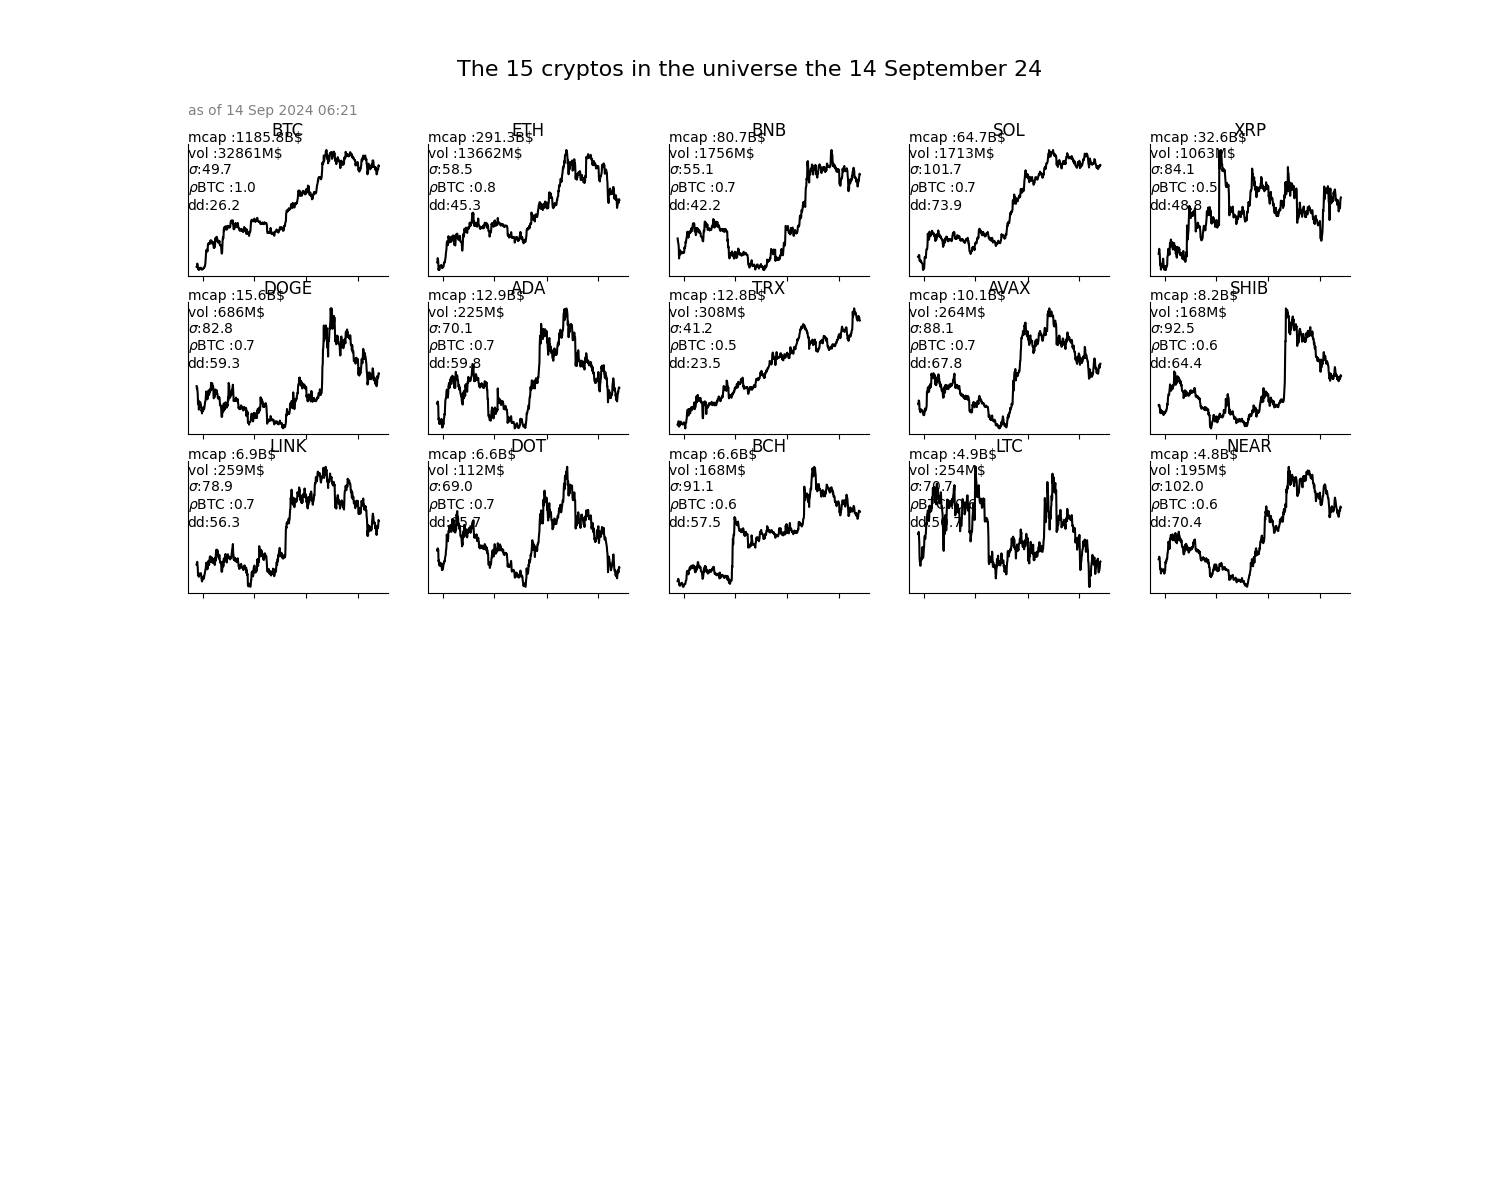 The 15 cryptos in the universe the 14 September 24
as of 14 Sep 2024 06:21
BTC
mcap :1185.8B$
vol :32861M$
σ:49.7
ρBTC :1.0
dd:26.2
ETH
mcap :291.3B$
vol :13662M$
σ:58.5
ρBTC :0.8
dd:45.3
BNB
mcap :80.7B$
vol :1756M$
σ:55.1
ρBTC :0.7
dd:42.2
SOL
mcap :64.7B$
vol :1713M$
σ:101.7
ρBTC :0.7
dd:73.9
XRP
mcap :32.6B$
vol :1063M$
σ:84.1
ρBTC :0.5
dd:48.8
DOGE
mcap :15.6B$
vol :686M$
σ:82.8
ρBTC :0.7
dd:59.3
ADA
mcap :12.9B$
vol :225M$
σ:70.1
ρBTC :0.7
dd:59.8
TRX
mcap :12.8B$
vol :308M$
σ:41.2
ρBTC :0.5
dd:23.5
AVAX
mcap :10.1B$
vol :264M$
σ:88.1
ρBTC :0.7
dd:67.8
SHIB
mcap :8.2B$
vol :168M$
σ:92.5
ρBTC :0.6
dd:64.4
LINK
mcap :6.9B$
vol :259M$
σ:78.9
ρBTC :0.7
dd:56.3
DOT
mcap :6.6B$
vol :112M$
σ:69.0
ρBTC :0.7
BCH
mcap :6.6B$
vol :168M$
σ:91.1
ρBTC :0.6
dd:57.5
LTC
mcap :4.9B$
vol :254M$
NEAR
mcap :4.8B$
vol :195M$
σ:102.0
ρBTC :0.6
dd:70.4